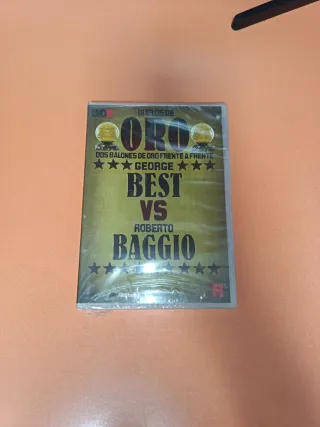 DUELOS DE
ORO
DOS BALONES DE ORO FRENTE A FRENTE
GEORGE
BEST
VS
ROBERTO
BAGGIO